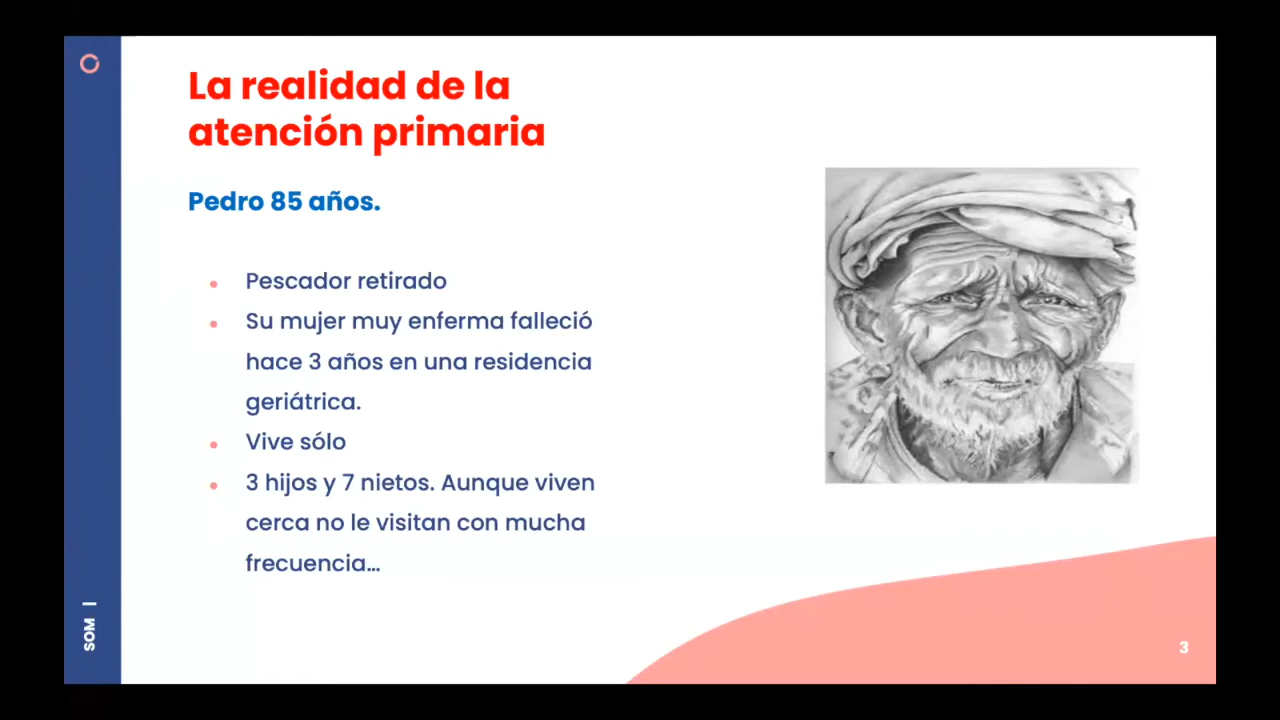 La realidad de la
atención primaria
Pedro 85 años.
• Pescador retirado
• Su mujer muy enferma falleció
hace 3 años en una residencia
geriátrica.
• Vive sólo
• 3 hijos y 7 nietos. Aunque viven
cerca no le visitan con mucha
frecuencia...
SOM |
3